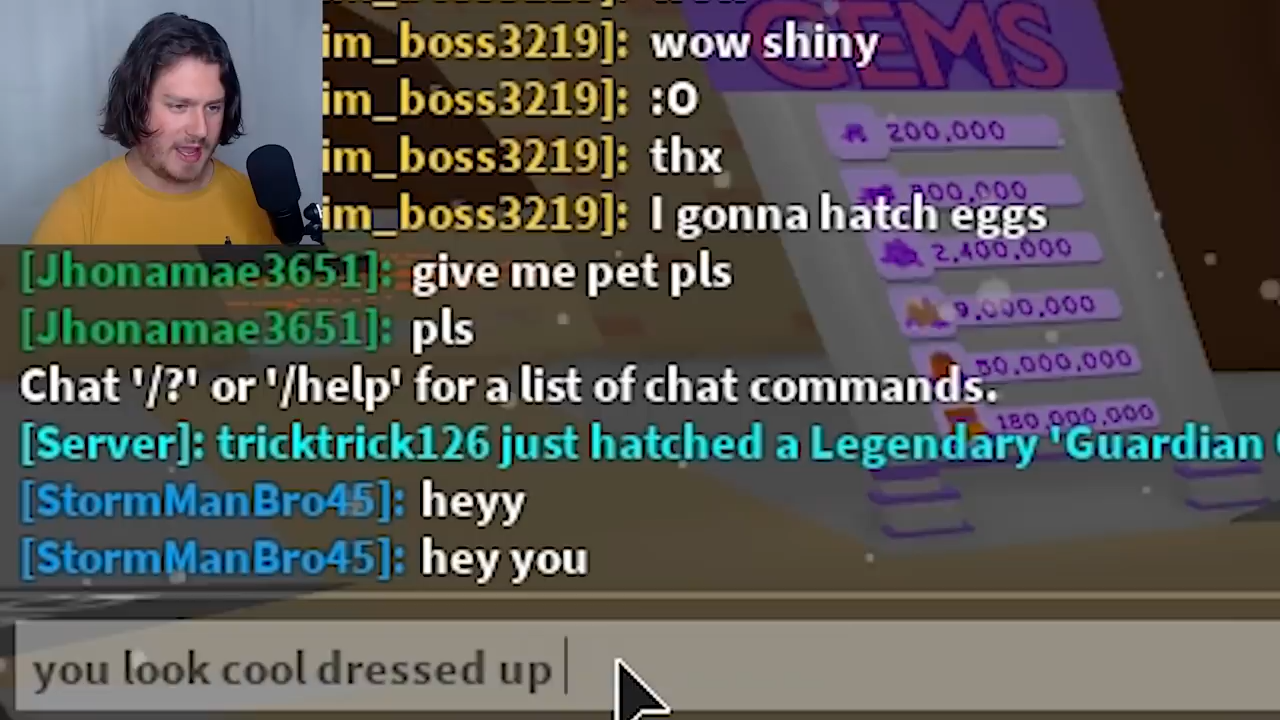 GEMS
im_boss3219]: wow shiny
im_boss3219]: :O
im_boss3219]: thx
im_boss3219]: I gonna hatch eggs
[Jhonamae3651]: give me pet pls
[Jhonamae3651]: pls
Chat '/?' or '/help' for a list of chat commands.
[Server]: tricktrick126 just hatched a Legendary 'Guardian
[StormManBro45]: heyy
[StormManBro45]: hey you
you look cool dressed up
200,000
800,000
2,400,000
9,000,000
50,000,000
180,000,000